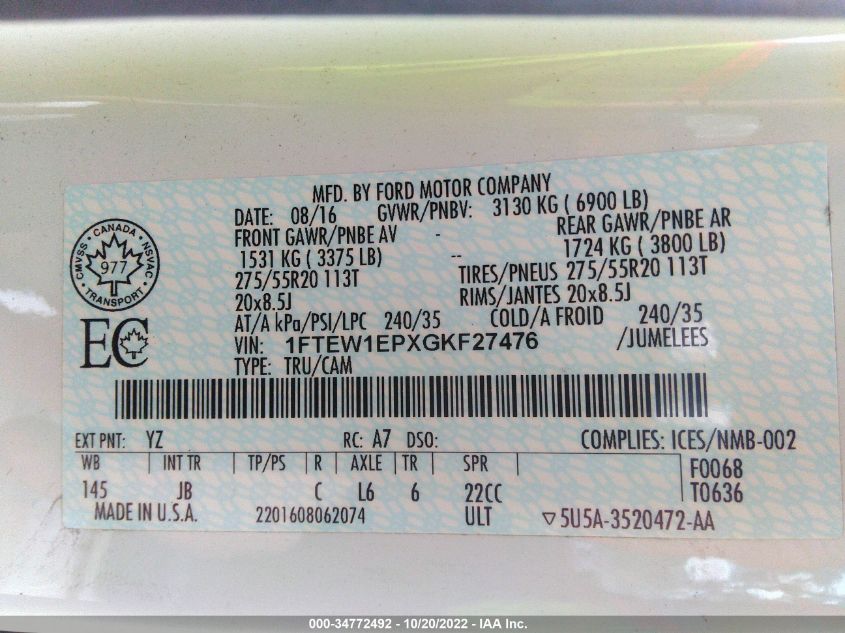 MFD. BY FORD MOTOR COMPANY
DATE: 08/16 GVWR/PNBV: 3130 KG ( 6900 LB)
FRONT GAWR/PNBE AV - REAR GAWR/PNBE AR
1531 KG ( 3375 LB) -- 1724 KG ( 3800 LB)
275/55R20 113T TIRES/PNEUS 275/55R20 113T
20x8.5J RIMS/JANTES 20x8.5J
AT/A kPa/PSI/LPC 240/35 COLD/A FROID 240/35
VIN: 1FTEW1EPXGKF27476 /JUMELEES
TYPE: TRU/CAM
CMVSS • CANADA • NSVAC • TRANSPORT •
977
EC
EXT PNT: YZ RC: A7 DSO: COMPLIES: ICES/NMB-002
WB INT TR TP/PS R AXLE TR SPR F0068
145 JB C L6 6 22CC T0636
MADE IN U.S.A. 2201608062074 ULT ▽5U5A-3520472-AA
000-34772492 - 10/20/2022 - IAA Inc.